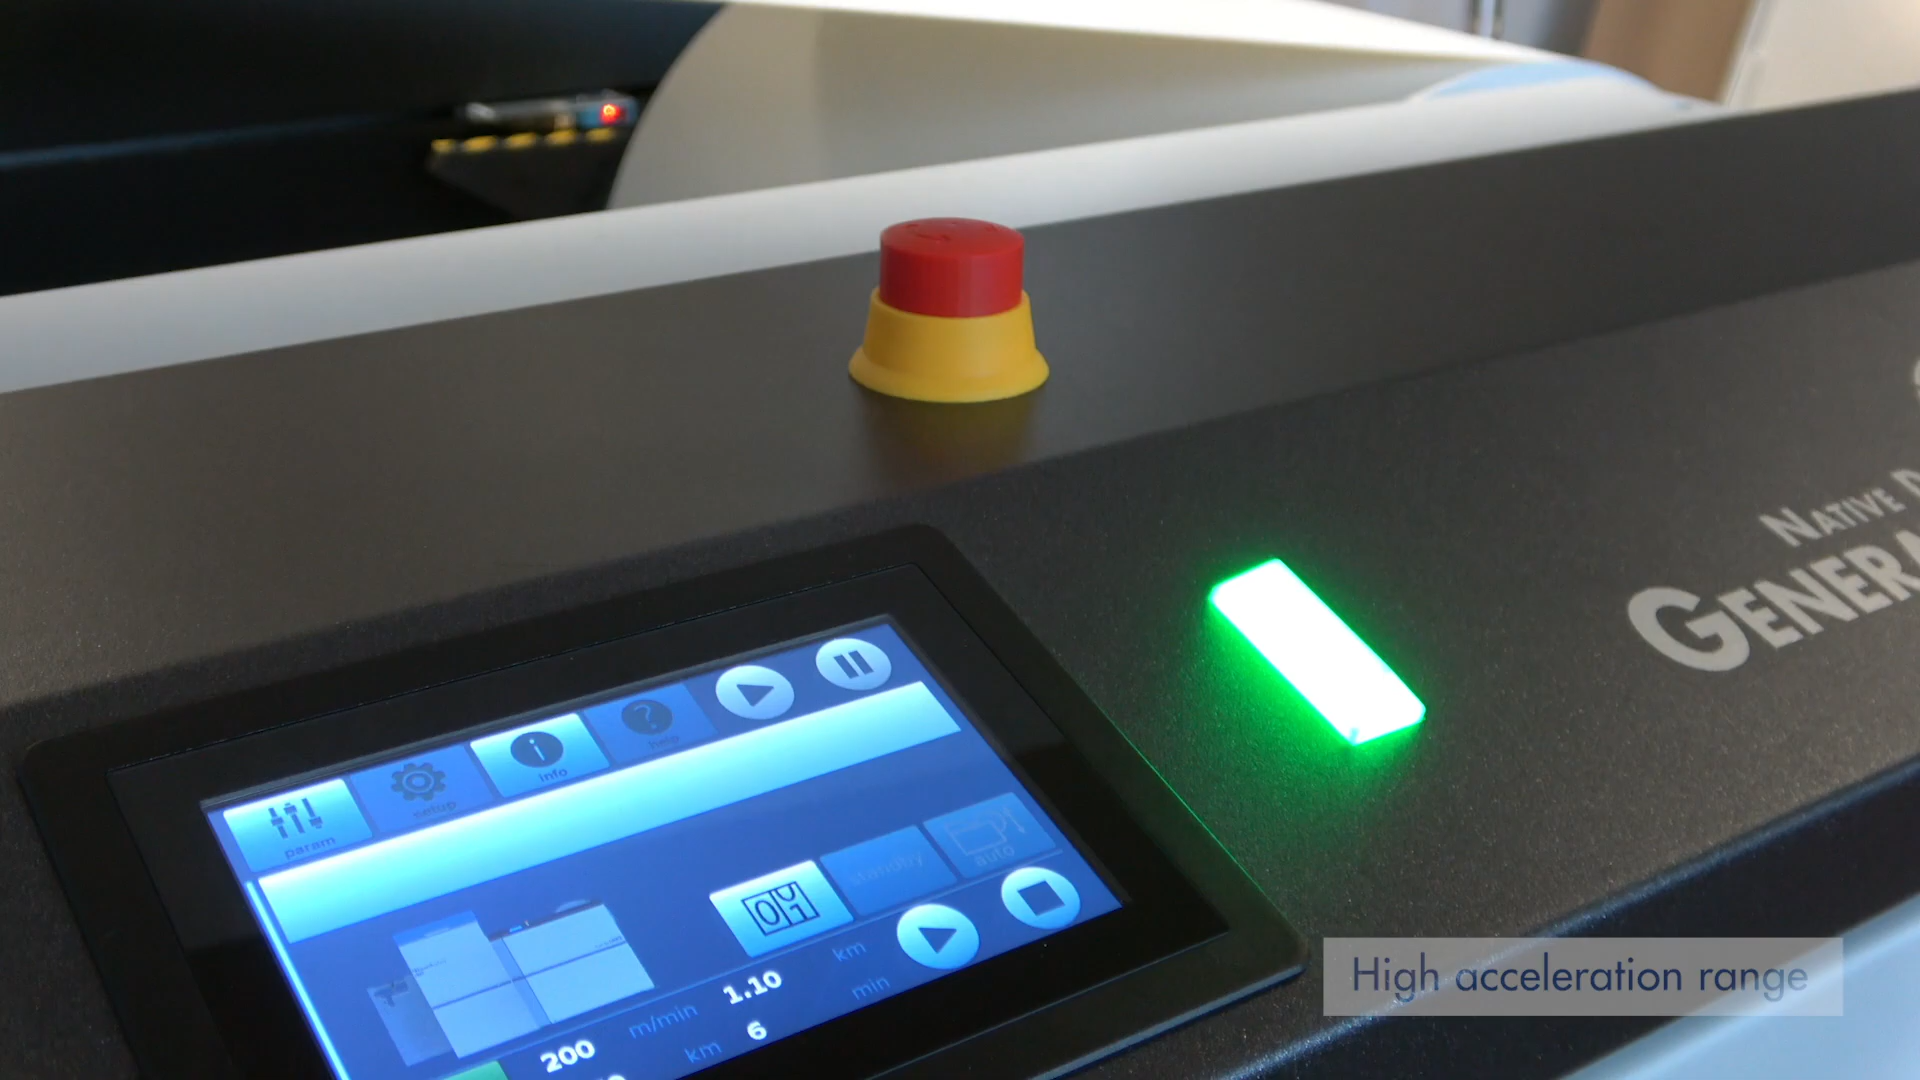 NATIVE
GENERA
param
setup
info
help
01
standby
auto
1.10
km
200
m/min
6
min
km
High acceleration range